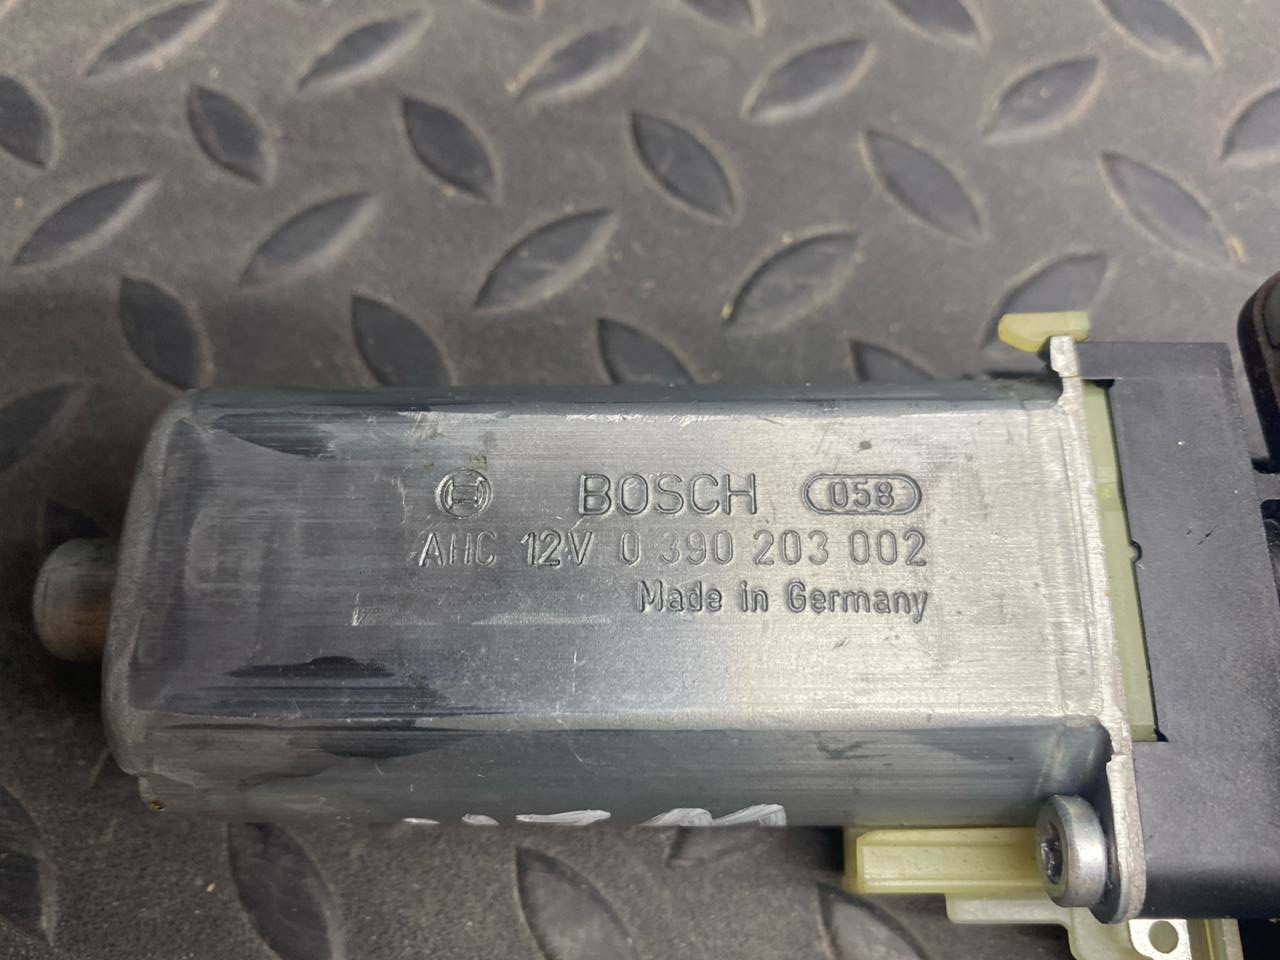 BOSCH 058
AHC 12V 0 390 203 002
Made in Germany